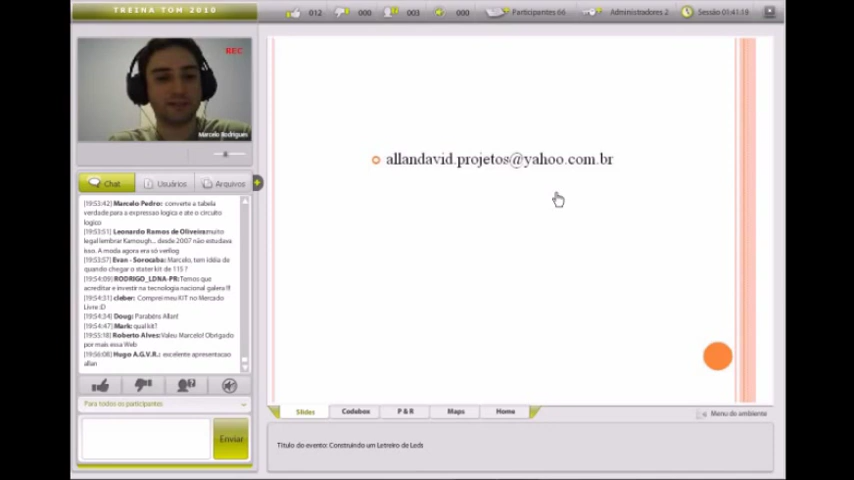 TREINA TOM 2010
012
000
003
000
Participantes 66
Administradores 2
Sessão 01:41:19
REC
Marcelo Rodrigues
Chat
Usuários
Arquivos
[19:53:42] Marcelo Pedro: converta a tabela
verdade para a expressao logica e ate o circuito
logico
[19:53:51] Leonardo Ramos de Oliveira:muito
legal lembrar Karnough... desde 2007 não estudava
isso. A moda agora era só verilog
[19:53:57] Evan - Sorocaba: Marcelo, tem idéia de
quando chegar o stater kit de 115 ?
[19:54:09] RODRIGO_LDNA-PR:Temos que
acreditar e investir na tecnologia nacional galera !!!
[19:54:31] cleber: Comprei meu KIT no Mercado
Livre :D
[19:54:34] Doug: Parabéns Allan!
[19:54:47] Mark: qual kit?
[19:55:18] Roberto Alves:Valeu Marcelo! Obrigado
por mais essa Web
[19:56:08] Hugo A.G.V.R.: excelente apresentacao
allan
Para todos os participantes
Enviar
allandavid.projetos@yahoo.com.br
Slides
Codebox
P & R
Maps
Home
Menu do ambiente
Título do evento: Construindo um Letreiro de Leds